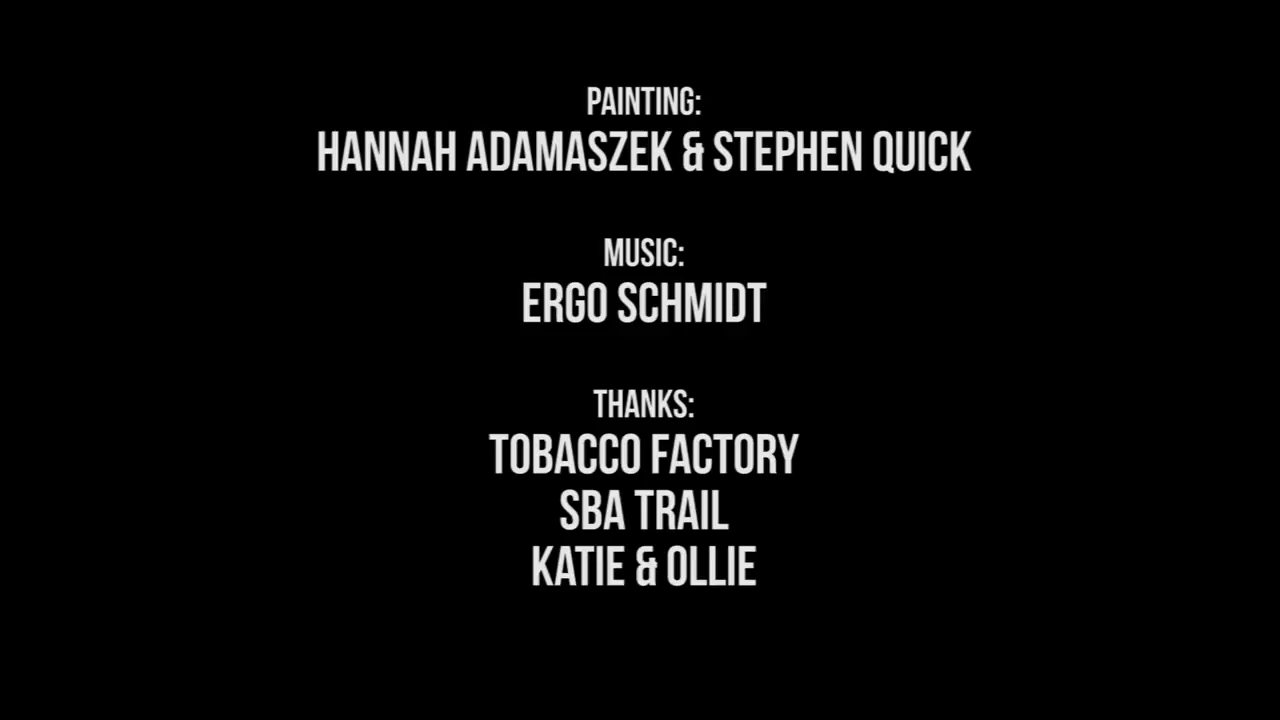 PAINTING:
HANNAH ADAMASZEK & STEPHEN QUICK
MUSIC:
ERGO SCHMIDT
THANKS:
TOBACCO FACTORY
SBA TRAIL
KATIE & OLLIE